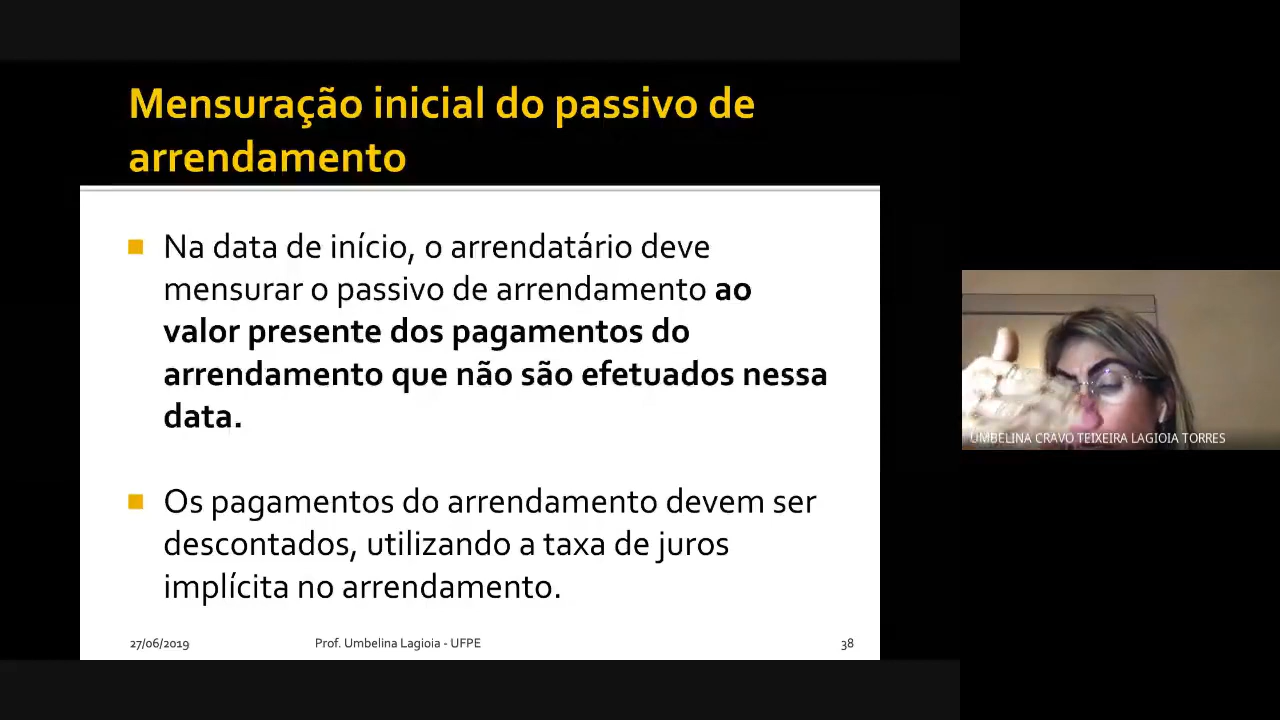 Mensuração inicial do passivo de
arrendamento
Na data de início, o arrendatário deve
mensurar o passivo de arrendamento ao
valor presente dos pagamentos do
arrendamento que não são efetuados nessa
data.
Os pagamentos do arrendamento devem ser
descontados, utilizando a taxa de juros
implícita no arrendamento.
27/06/2019 Prof. Umbelina Lagioia - UFPE 38
UMBELINA CRAVO TEIXEIRA LAGIOIA TORRES